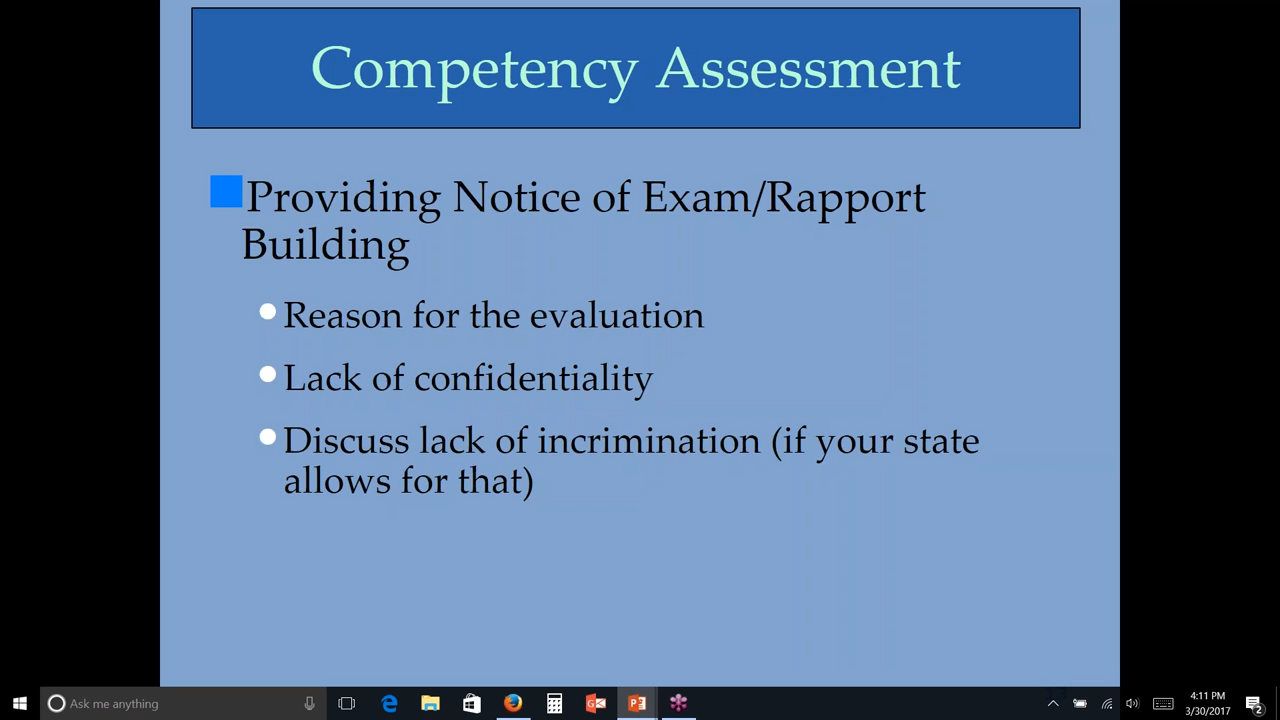 Competency Assessment
Providing Notice of Exam/Rapport
Building
Reason for the evaluation
Lack of confidentiality
Discuss lack of incrimination (if your state
allows for that)
Ask me anything
4:11 PM
3/30/2017
2